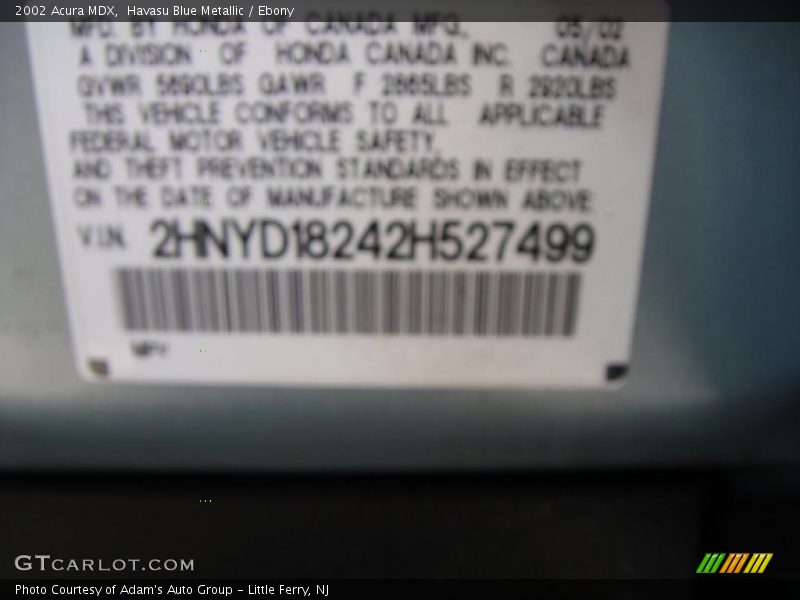 2002 Acura MDX, Havasu Blue Metallic / Ebony
MFD. BY HONDA OF CANADA MFG. 05/02
A DIVISION OF HONDA CANADA INC. CANADA
GVWR 5690LBS GAWR F 2865LBS R 2920LBS
THIS VEHICLE CONFORMS TO ALL APPLICABLE
FEDERAL MOTOR VEHICLE SAFETY
AND THEFT PREVENTION STANDARDS IN EFFECT
ON THE DATE OF MANUFACTURE SHOWN ABOVE
V.I.N. 2HNYD18242H527499
MPV
GTCARLOT.COM
Photo Courtesy of Adam's Auto Group - Little Ferry, NJ